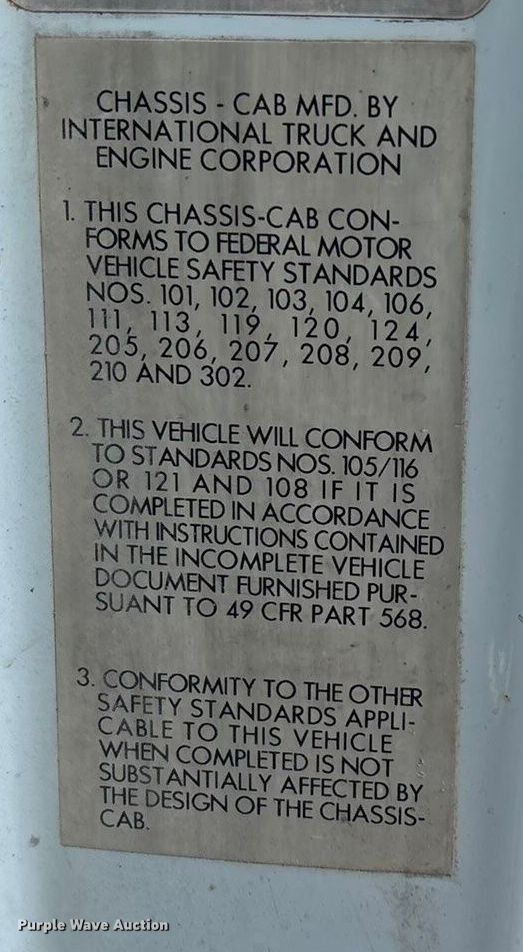 CHASSIS - CAB MFD. BY
INTERNATIONAL TRUCK AND
ENGINE CORPORATION
1. THIS CHASSIS-CAB CON-
FORMS TO FEDERAL MOTOR
VEHICLE SAFETY STANDARDS
NOS. 101, 102, 103, 104, 106,
111, 113, 119, 120, 124,
205, 206, 207, 208, 209,
210 AND 302.
2. THIS VEHICLE WILL CONFORM
TO STANDARDS NOS. 105/116
OR 121 AND 108 IF IT IS
COMPLETED IN ACCORDANCE
WITH INSTRUCTIONS CONTAINED
IN THE INCOMPLETE VEHICLE
DOCUMENT FURNISHED PUR-
SUANT TO 49 CFR PART 568.
3. CONFORMITY TO THE OTHER
SAFETY STANDARDS APPLI-
CABLE TO THIS VEHICLE
WHEN COMPLETED IS NOT
SUBSTANTIALLY AFFECTED BY
THE DESIGN OF THE CHASSIS-
CAB.
Purple Wave Auction